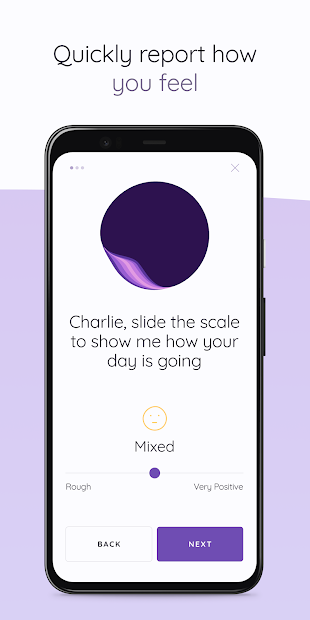 Quickly report how
you feel
Charlie, slide the scale
to show me how your
day is going
Mixed
Rough Very Positive
BACK NEXT